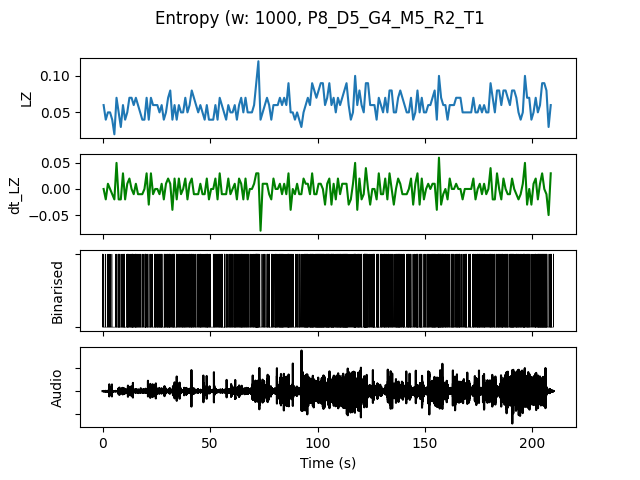 Entropy (w: 1000, P8_D5_G4_M5_R2_T1
0.10
0.05
LZ
0.05
0.00
−0.05
dt_LZ
Binarised
Audio
0 50 100 150 200
Time (s)